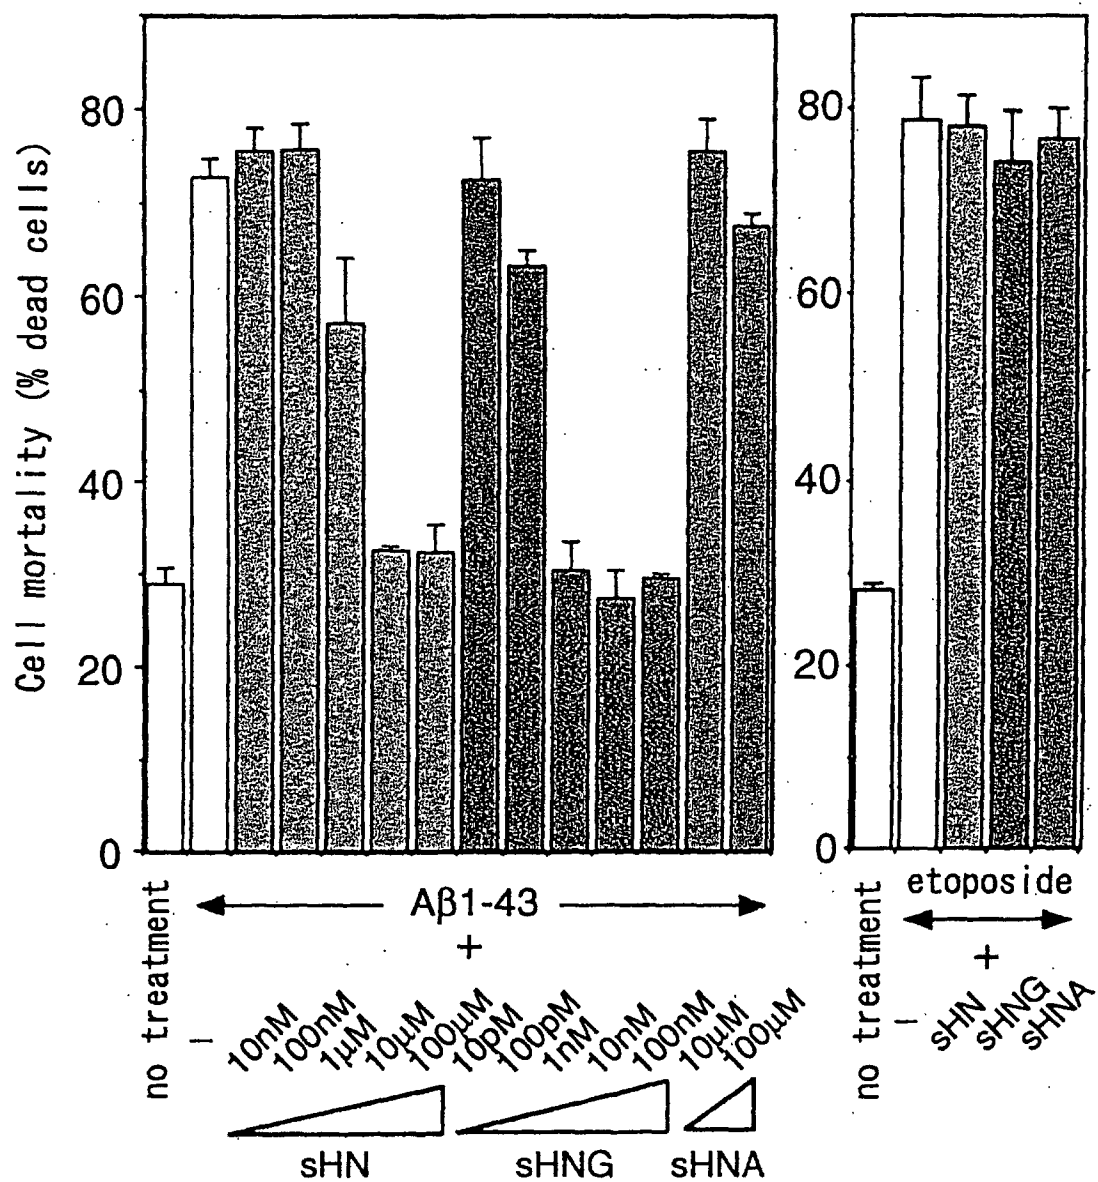 Cell mortality (% dead cells)
80
60
40
20
0
80
60
40
20
0
no treatment
–
Aβ1-43
+
10nM
100nM
1μM
10μM
100μM
10pM
100pM
1nM
10nM
100nM
10μM
100μM
sHN
sHNG
sHNA
no treatment
–
etoposide
+
sHN
sHNG
sHNA